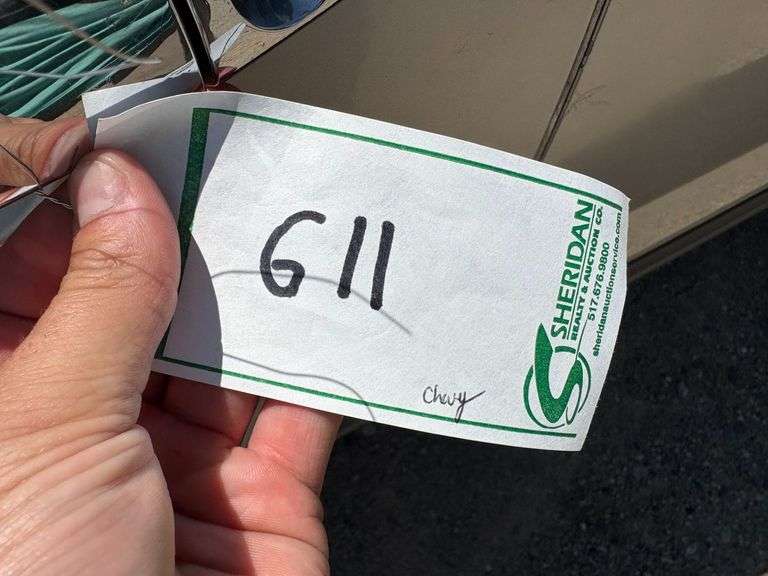 G11
Chevy
SHERIDAN
REALTY & AUCTION CO.
517.676.9800
sheridanauctionservice.com